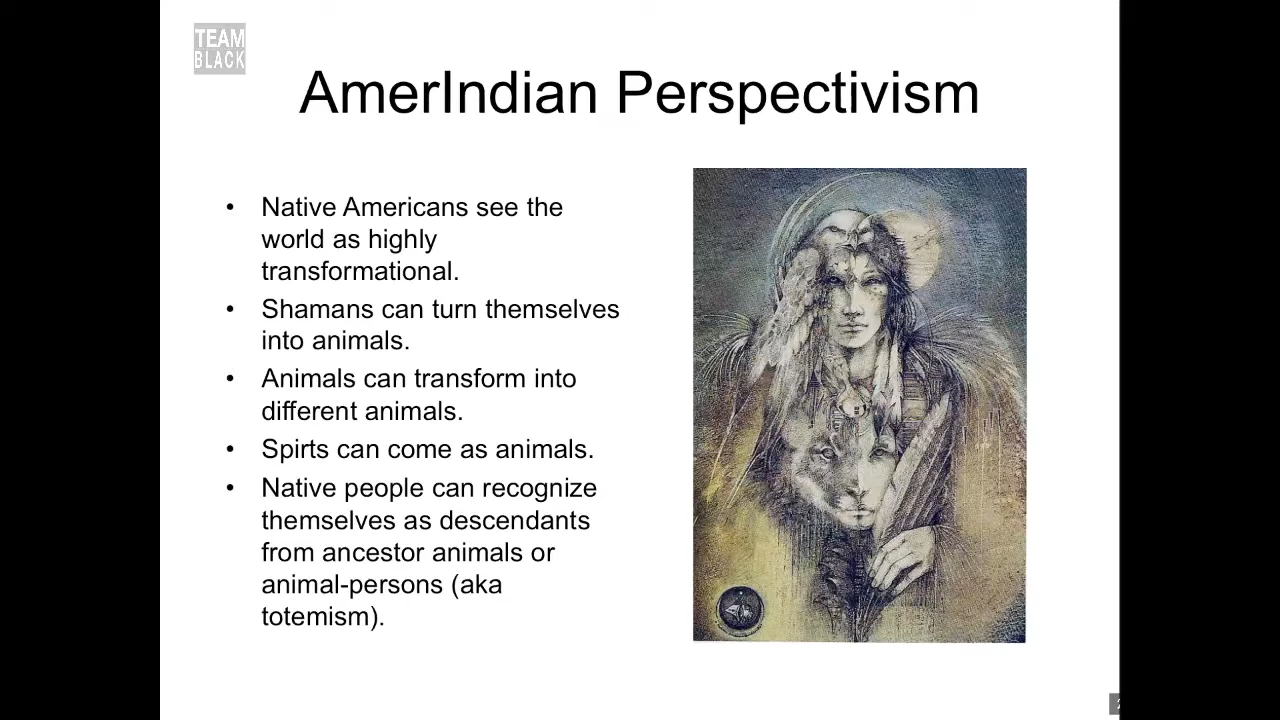 TEAM
BLACK
AmerIndian Perspectivism
• Native Americans see the
world as highly
transformational.
• Shamans can turn themselves
into animals.
• Animals can transform into
different animals.
• Spirts can come as animals.
• Native people can recognize
themselves as descendants
from ancestor animals or
animal-persons (aka
totemism).